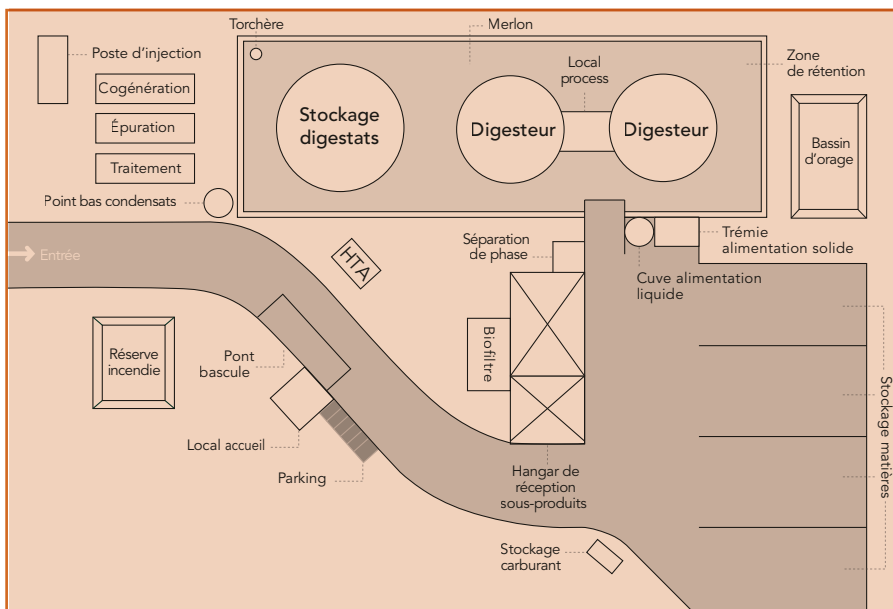 Torchère
Merlon
Poste d'injection
Local
process
Zone
de rétention
Cogénération
Stockage
digestats
Digesteur
Digesteur
Épuration
Bassin
d'orage
Traitement
Point bas condensats
Entrée
HTA
Séparation
de phase
Trémie
alimentation solide
Cuve alimentation
liquide
Réserve
incendie
Pont
bascule
Biofiltre
Stockage matières
Local accueil
Parking
Hangar de
réception
sous-produits
Stockage
carburant